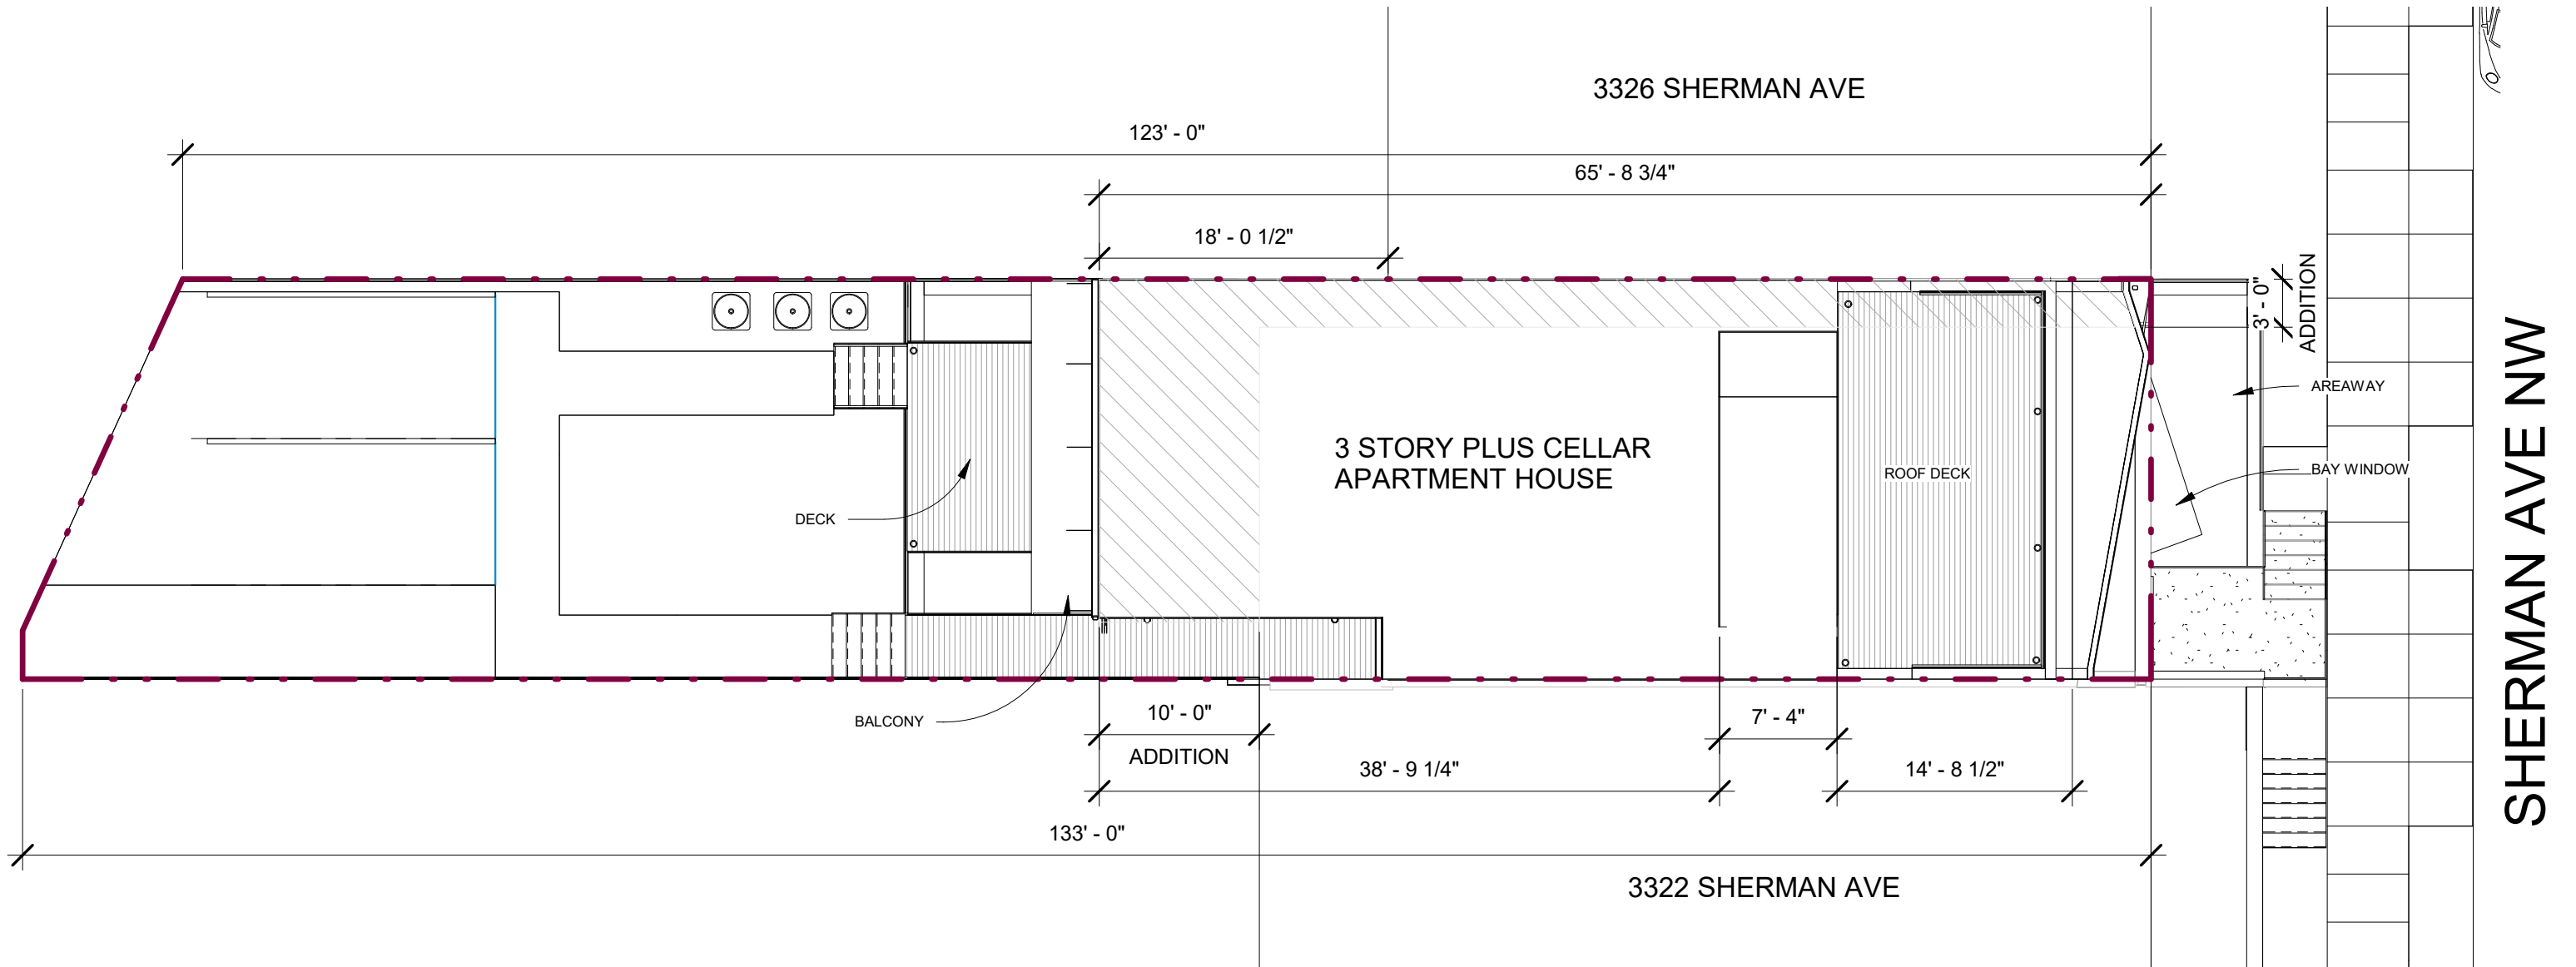 3326 SHERMAN AVE
123' - 0"
65' - 8 3/4"
18' - 0 1/2"
3' - 0"
ADDITION
AREAWAY
3 STORY PLUS CELLAR
APARTMENT HOUSE
ROOF DECK
BAY WINDOW
DECK
SHERMAN AVE NW
BALCONY
10' - 0"
ADDITION
7' - 4"
38' - 9 1/4"
14' - 8 1/2"
133' - 0"
3322 SHERMAN AVE